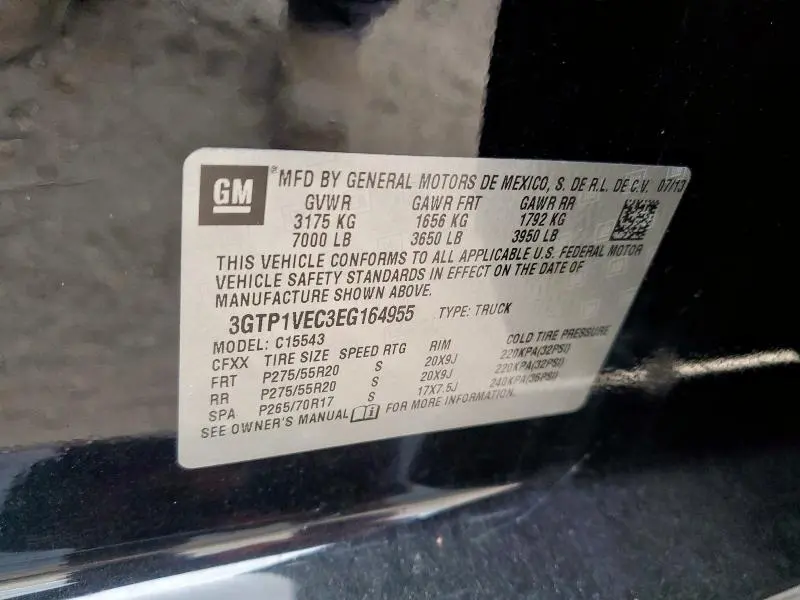 GM ® MFD BY GENERAL MOTORS DE MEXICO, S. DE R.L. DE C.V. 07/13
GVWR GAWR FRT GAWR RR
3175 KG 1656 KG 1792 KG
7000 LB 3650 LB 3950 LB
THIS VEHICLE CONFORMS TO ALL APPLICABLE U.S. FEDERAL MOTOR
VEHICLE SAFETY STANDARDS IN EFFECT ON THE DATE OF
MANUFACTURE SHOWN ABOVE.
3GTP1VEC3EG164955 TYPE: TRUCK
MODEL: C15543
CFXX TIRE SIZE SPEED RTG RIM COLD TIRE PRESSURE
FRT P275/55R20 S 20X9J 220KPA(32PSI)
RR P275/55R20 S 20X9J 220KPA(32PSI)
SPA P265/70R17 S 17X7.5J 240KPA(36PSI)
SEE OWNER'S MANUAL FOR MORE INFORMATION.